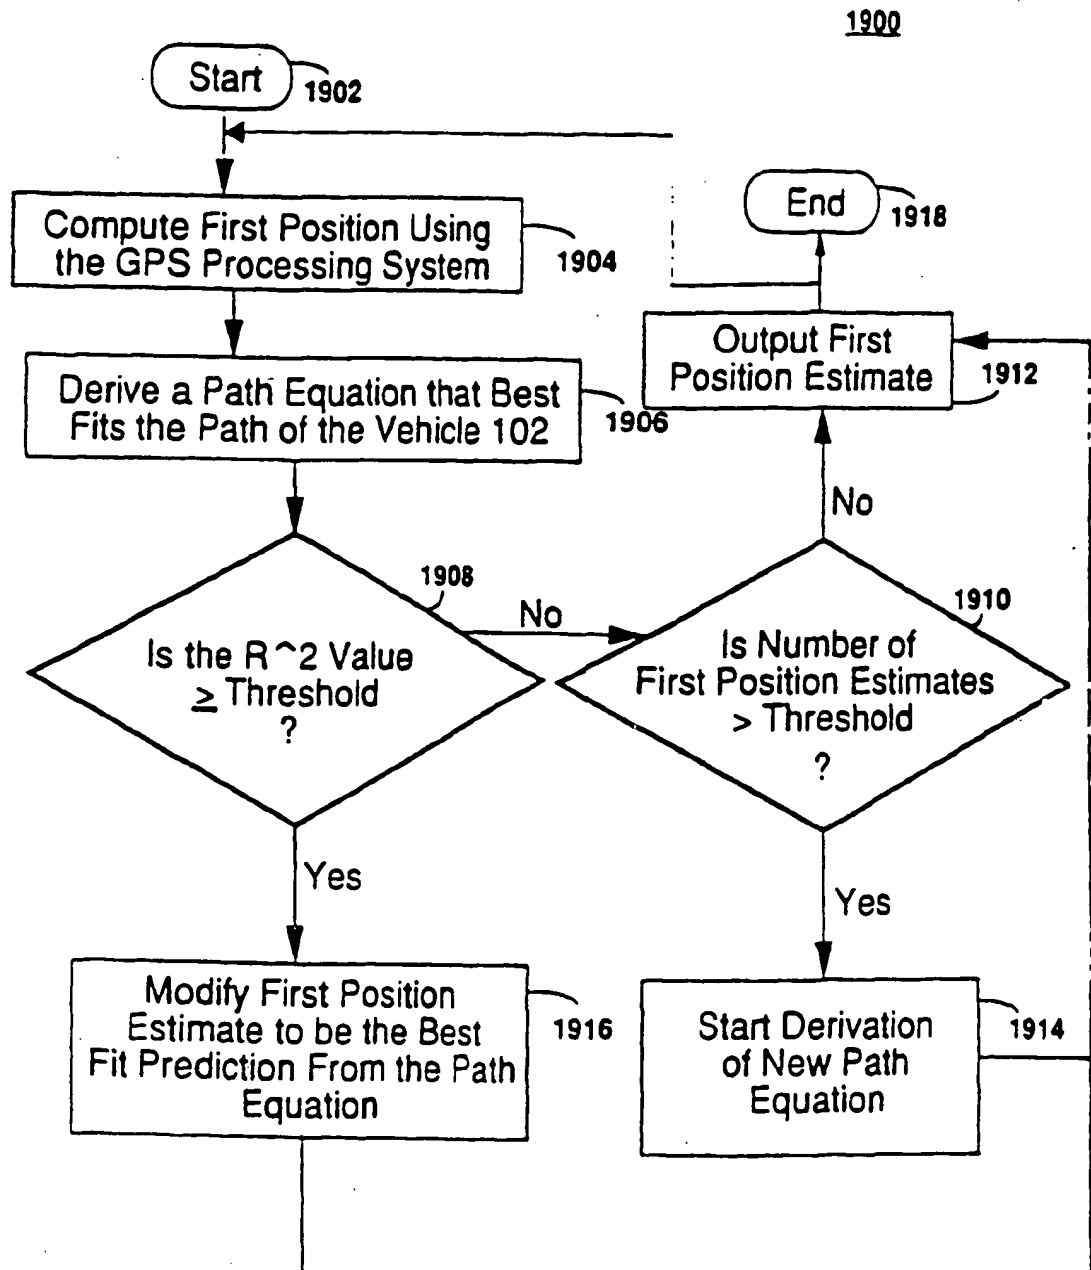 1900
Start
1902
Compute First Position Using
the GPS Processing System
1904
Derive a Path Equation that Best
Fits the Path of the Vehicle 102
1906
Is the R^2 Value
≥ Threshold
?
1908
No
Yes
Is Number of
First Position Estimates
> Threshold
?
1910
No
Yes
Output First
Position Estimate
1912
End
1918
Modify First Position
Estimate to be the Best
Fit Prediction From the Path
Equation
1916
Start Derivation
of New Path
Equation
1914